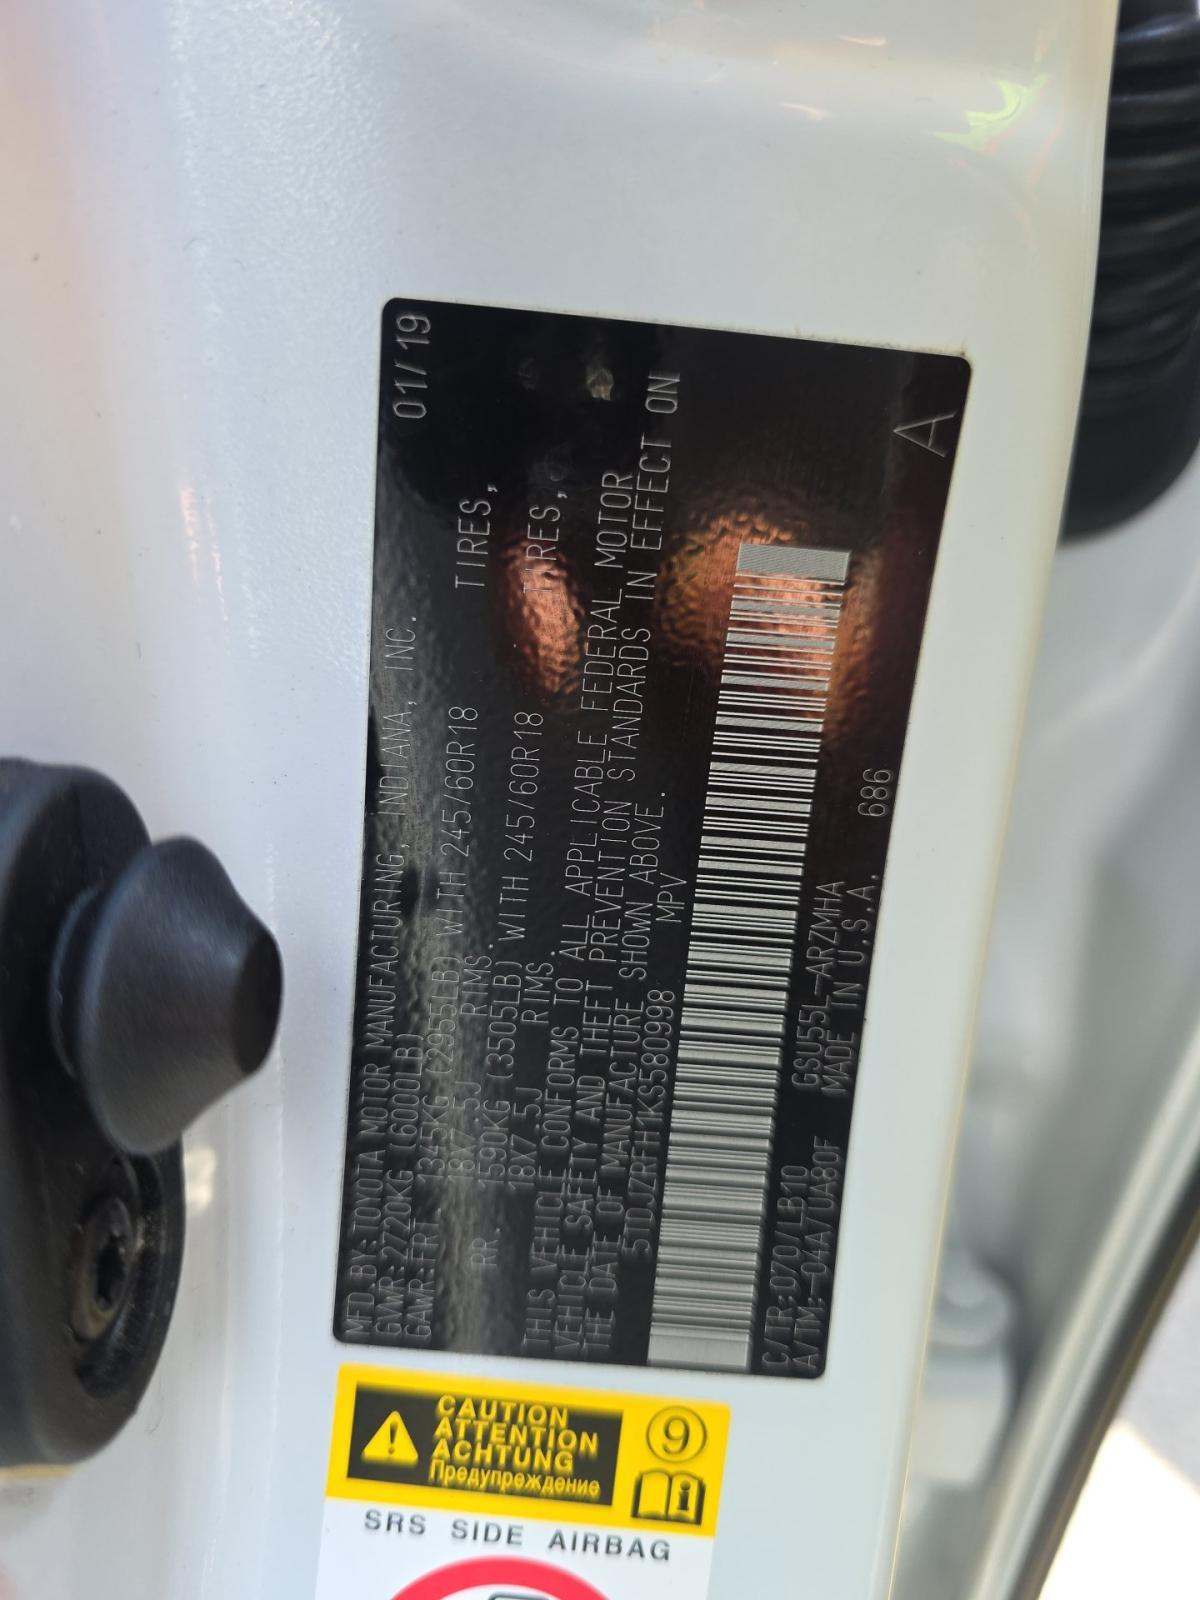 MFD.BY:TOYOTA MOTOR MANUFACTURING, INDIANA, INC. 01/19
GVWR:2720KG (6000LB)
GAWR:FRT. 1345KG (2955LB) WITH 245/60R18 TIRES,
18X7.5J RIMS.
RR. 1590KG (3505LB) WITH 245/60R18 TIRES,
18X7.5J RIMS.
THIS VEHICLE CONFORMS TO ALL APPLICABLE FEDERAL MOTOR
VEHICLE SAFETY AND THEFT PREVENTION STANDARDS IN EFFECT ON
THE DATE OF MANUFACTURE SHOWN ABOVE.
5TDJZRFH1KS580998 MPV
C/TR:070/LB10 GSU55L-ARZMHA A
A/TM:-04A/UA80F MADE IN U.S.A. 686
CAUTION
ATTENTION
ACHTUNG
Предупреждение
9
i
SRS SIDE AIRBAG